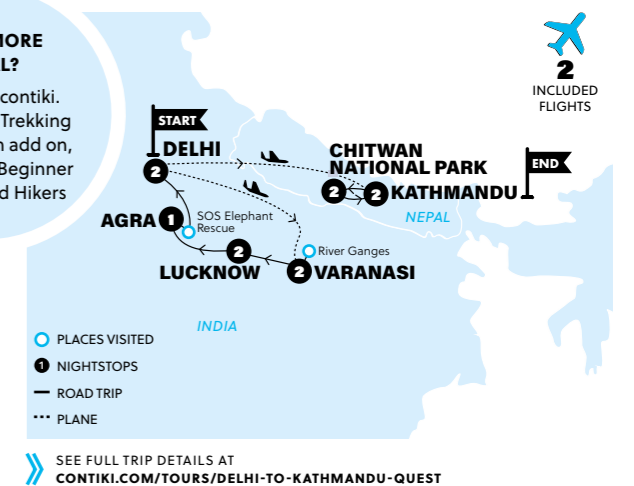 MORE
L?
contiki.
Trekking
n add on,
Beginner
d Hikers
2
INCLUDED
FLIGHTS
START
DELHI
2
CHITWAN
NATIONAL PARK
2
2
KATHMANDU
END
NEPAL
AGRA
1
SOS Elephant
Rescue
LUCKNOW
2
River Ganges
2
VARANASI
INDIA
PLACES VISITED
1 NIGHTSTOPS
ROAD TRIP
PLANE
SEE FULL TRIP DETAILS AT
CONTIKI.COM/TOURS/DELHI-TO-KATHMANDU-QUEST